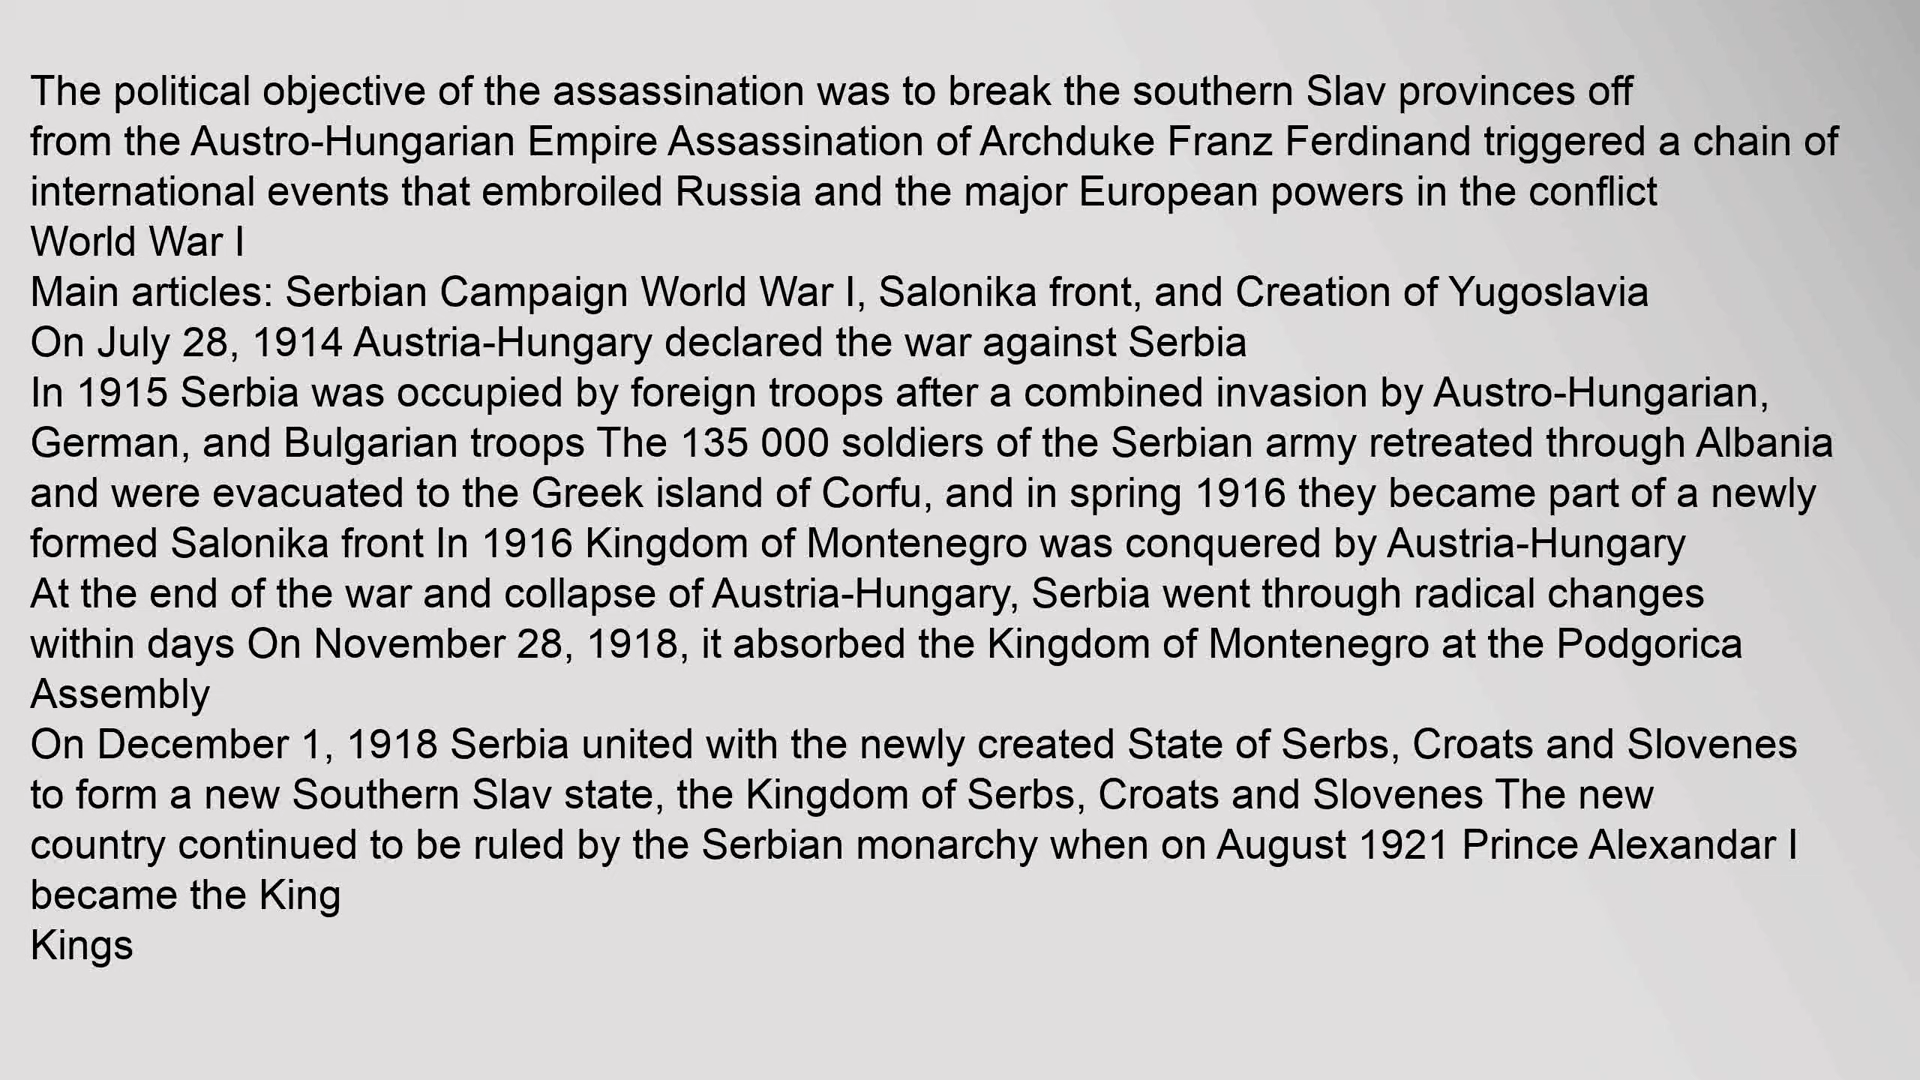 The political objective of the assassination was to break the southern Slav provinces off
from the Austro-Hungarian Empire Assassination of Archduke Franz Ferdinand triggered a chain of
international events that embroiled Russia and the major European powers in the conflict
World War I
Main articles: Serbian Campaign World War I, Salonika front, and Creation of Yugoslavia
On July 28, 1914 Austria-Hungary declared the war against Serbia
In 1915 Serbia was occupied by foreign troops after a combined invasion by Austro-Hungarian,
German, and Bulgarian troops The 135 000 soldiers of the Serbian army retreated through Albania
and were evacuated to the Greek island of Corfu, and in spring 1916 they became part of a newly
formed Salonika front In 1916 Kingdom of Montenegro was conquered by Austria-Hungary
At the end of the war and collapse of Austria-Hungary, Serbia went through radical changes
within days On November 28, 1918, it absorbed the Kingdom of Montenegro at the Podgorica
Assembly
On December 1, 1918 Serbia united with the newly created State of Serbs, Croats and Slovenes
to form a new Southern Slav state, the Kingdom of Serbs, Croats and Slovenes The new
country continued to be ruled by the Serbian monarchy when on August 1921 Prince Alexandar I
became the King
Kings